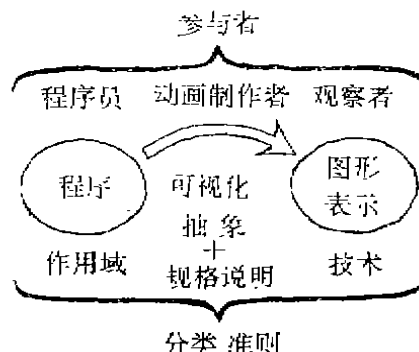 参与者
程序员 动画制作者 观察者
程序 可视化 图形
表示
抽象
+
作用域 规格说明 技术
分类准则